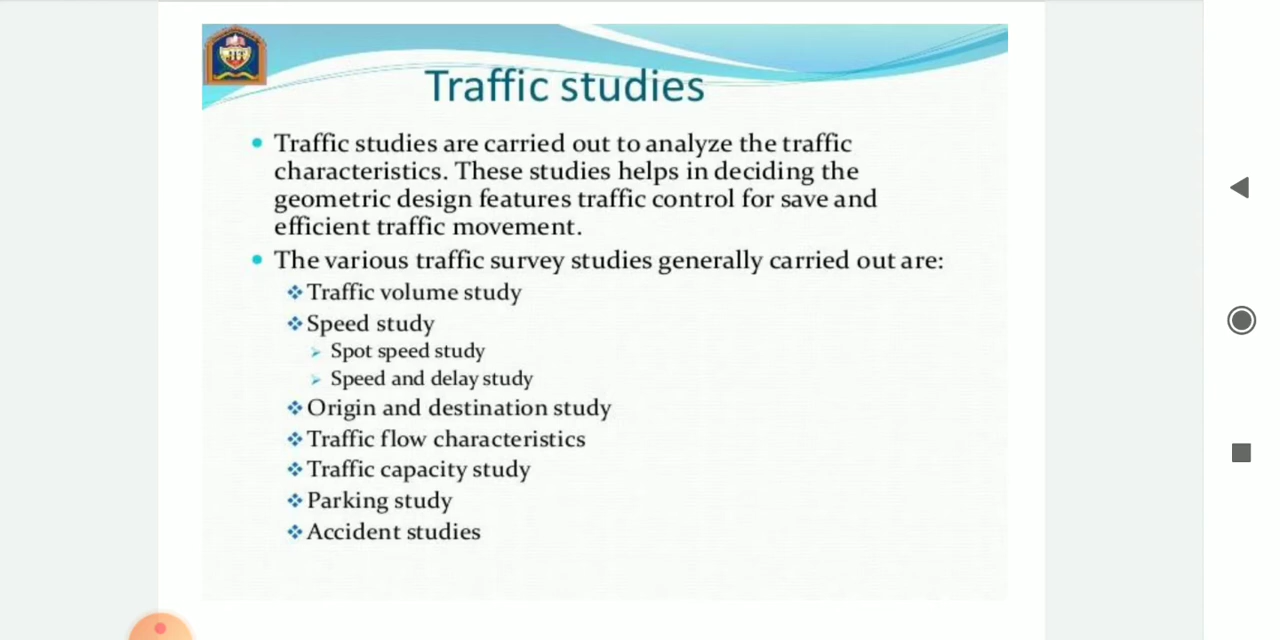 Traffic studies
Traffic studies are carried out to analyze the traffic
characteristics. These studies helps in deciding the
geometric design features traffic control for save and
efficient traffic movement.
The various traffic survey studies generally carried out are:
Traffic volume study
Speed study
Spot speed study
Speed and delay study
Origin and destination study
Traffic flow characteristics
Traffic capacity study
Parking study
Accident studies